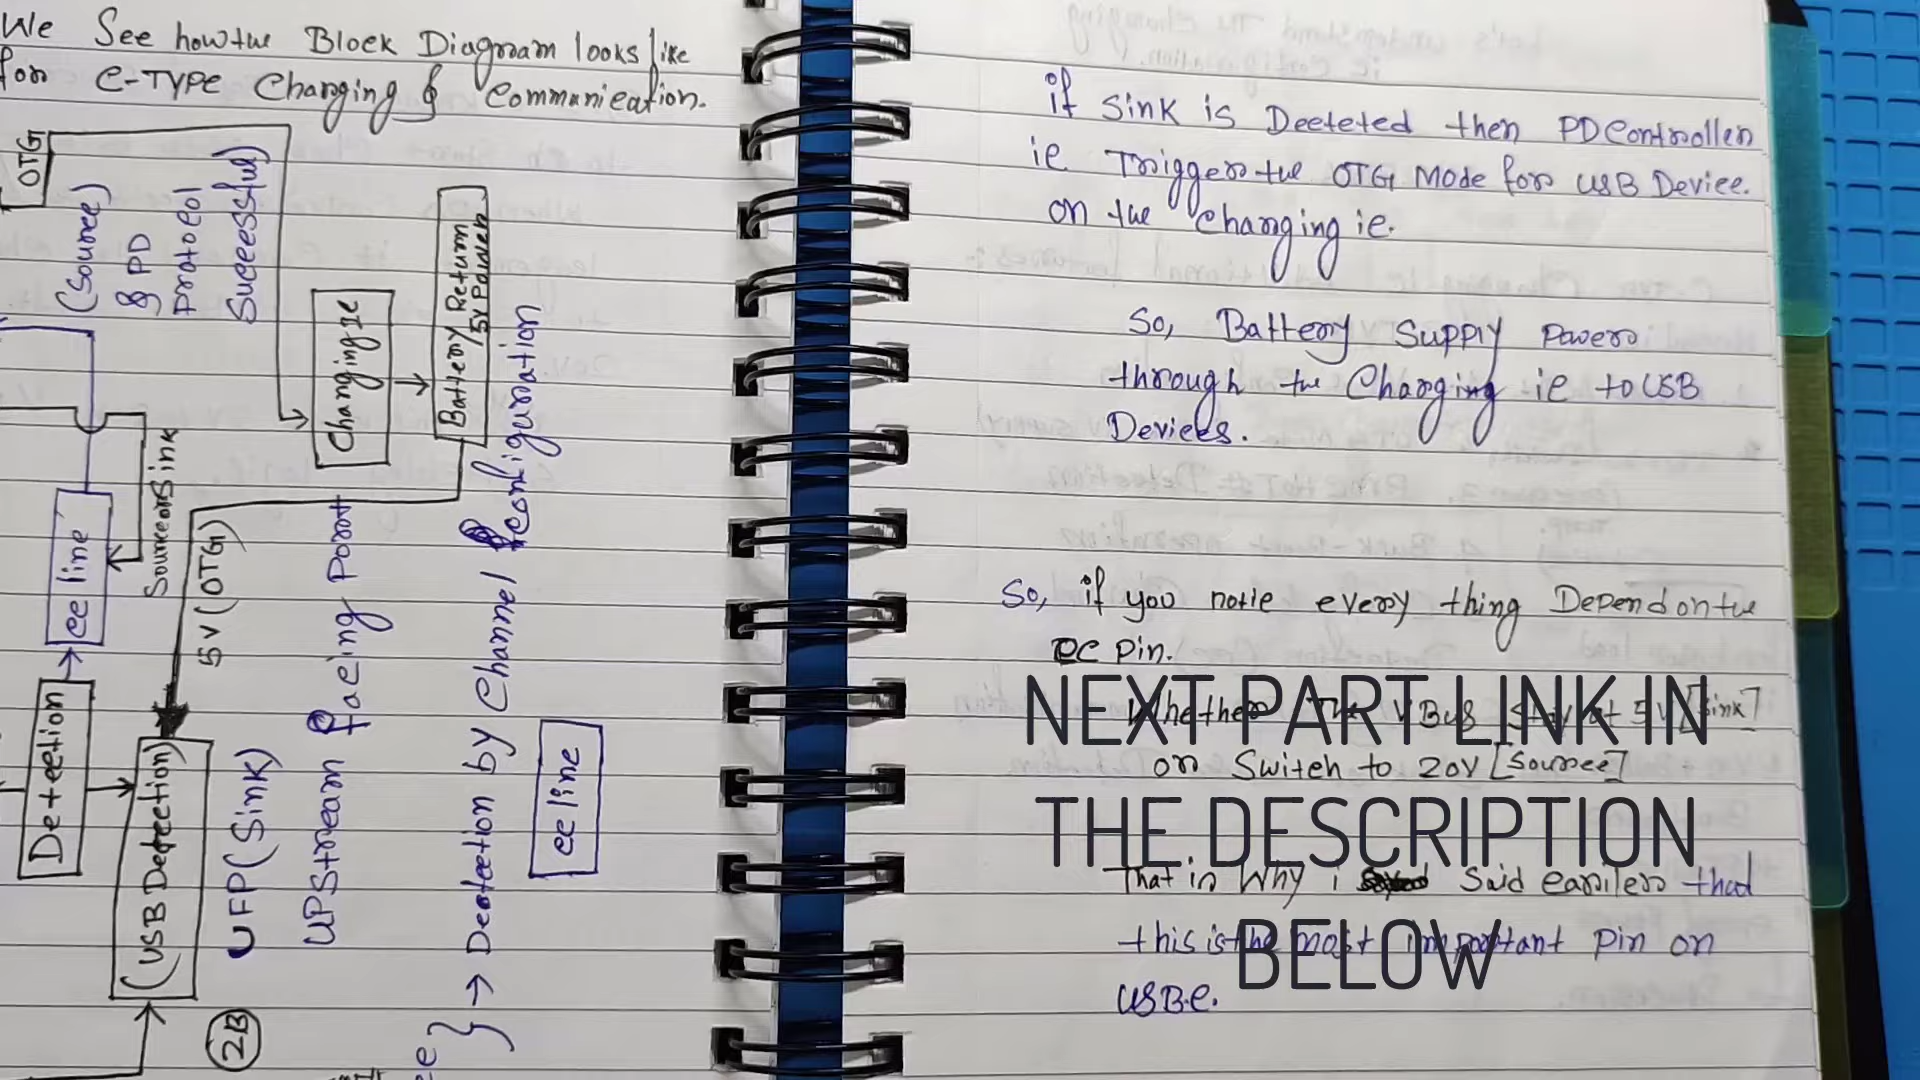 We See how the Block Diagram looks like
for C-TYPE Charging & Communication.
OTG
(Source)
& PD
Protocol
Successful)
Charging Ic
Battery Return
5V Power
cc line
Source or Sink
5V (OTG)
Detection
(USB Detection)
UFP (Sink)
UPStream facing Port
→ Detection by Channel configuration
cc line
2B
if Sink is Deeteted then PD Controller
ic Trigger the OTG Mode for USB Device.
on the Charging ic.
So, Battery Supply Power
through the Charging ic to USB
Devices.
So, if you notie every thing Depend on the
CC Pin.
Whether The VBus Stay at 5V [Sink]
or Switch to 20V [Source]
That is Why i Said earlier that
this is the most important Pin on
USB.C.
NEXT PART LINK IN
THE DESCRIPTION
BELOW